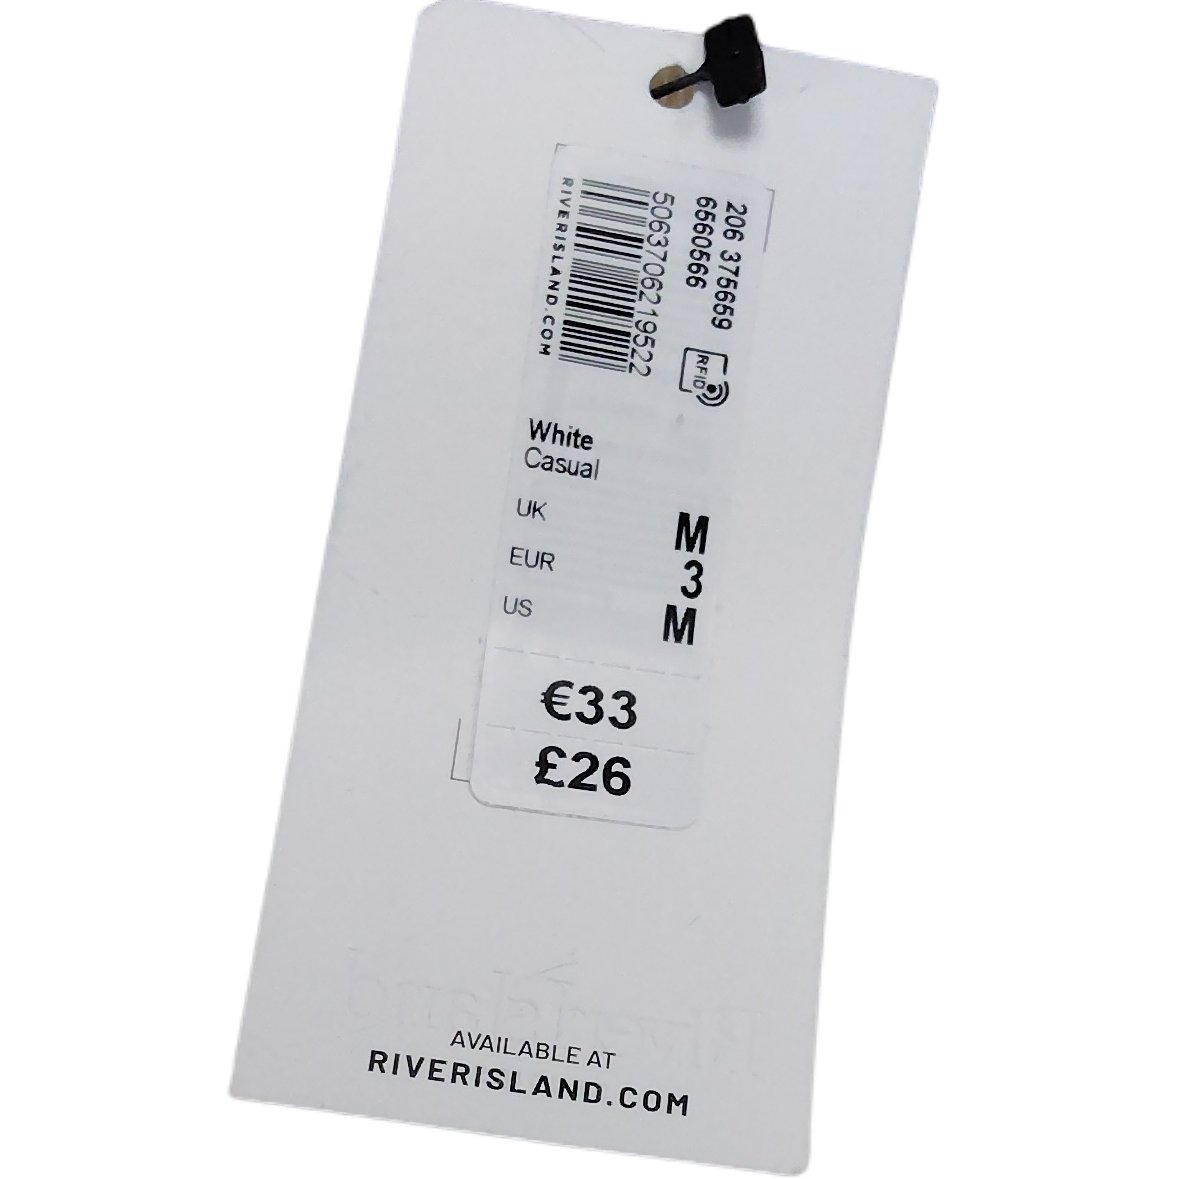 206 375659
6560566
5063706219522
RIVERISLAND.COM
RFID
White
Casual
UK M
EUR 3
US M
€33
£26
AVAILABLE AT
RIVERISLAND.COM